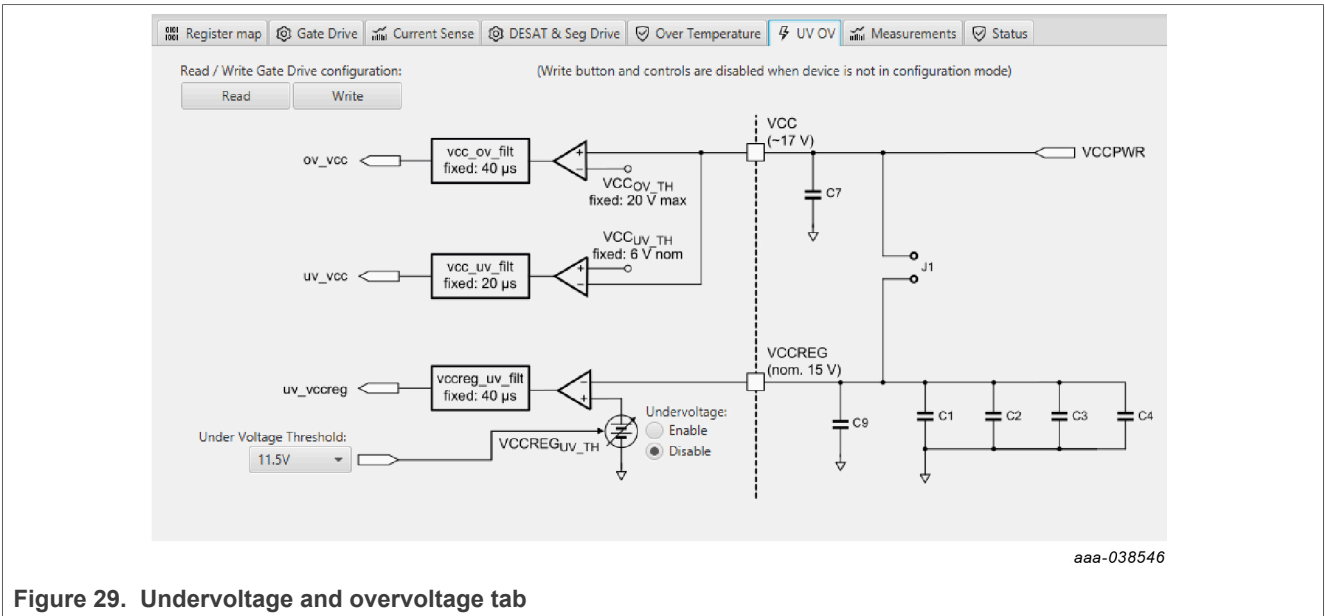 Register map
Gate Drive
Current Sense
DESAT & Seg Drive
Over Temperature
UV OV
Measurements
Status
Read / Write Gate Drive configuration:
(Write button and controls are disabled when device is not in configuration mode)
Read
Write
VCC
(~17 V)
ov_vcc
vcc_ov_filt
fixed: 40 µs
+
−
VCCOV_TH
fixed: 20 V max
VCCPWR
C7
VCCUV_TH
fixed: 6 V nom
uv_vcc
vcc_uv_filt
fixed: 20 µs
+
−
J1
VCCREG
(nom. 15 V)
uv_vccreg
vccreg_uv_filt
fixed: 40 µs
−
+
Undervoltage:
Enable
Disable
VCCREGUV_TH
Under Voltage Threshold:
11.5V
C9
C1
C2
C3
C4
aaa-038546
Figure 29. Undervoltage and overvoltage tab